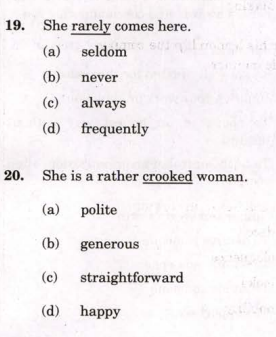 19. She rarely comes here.
(a) seldom
(b) never
(c) always
(d) frequently
20. She is a rather crooked woman.
(a) polite
(b) generous
(c) straightforward
(d) happy